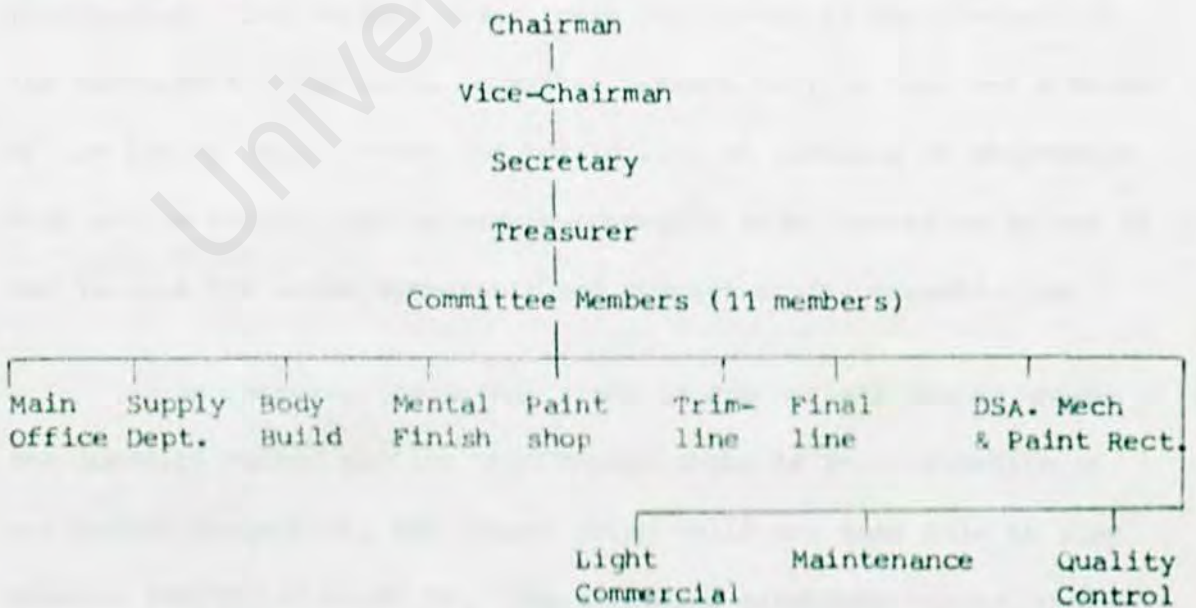 Chairman
Vice-Chairman
Secretary
Treasurer
Committee Members (11 members)
Main Office
Supply Dept.
Body Build
Mental Finish
Paint shop
Trim-line
Final line
DSA. Mech & Paint Rect.
Light Commercial
Maintenance
Quality Control
Univer